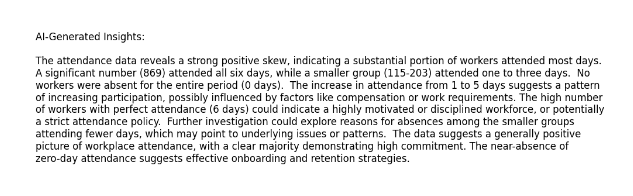 AI-Generated Insights:
The attendance data reveals a strong positive skew, indicating a substantial portion of workers attended most days.
A significant number (869) attended all six days, while a smaller group (115-203) attended one to three days.  No
workers were absent for the entire period (0 days).  The increase in attendance from 1 to 5 days suggests a pattern
of increasing participation, possibly influenced by factors like compensation or work requirements. The high number
of workers with perfect attendance (6 days) could indicate a highly motivated or disciplined workforce, or potentially
a strict attendance policy.  Further investigation could explore reasons for absences among the smaller groups
attending fewer days, which may point to underlying issues or patterns.  The data suggests a generally positive
picture of workplace attendance, with a clear majority demonstrating high commitment. The near-absence of
zero-day attendance suggests effective onboarding and retention strategies.